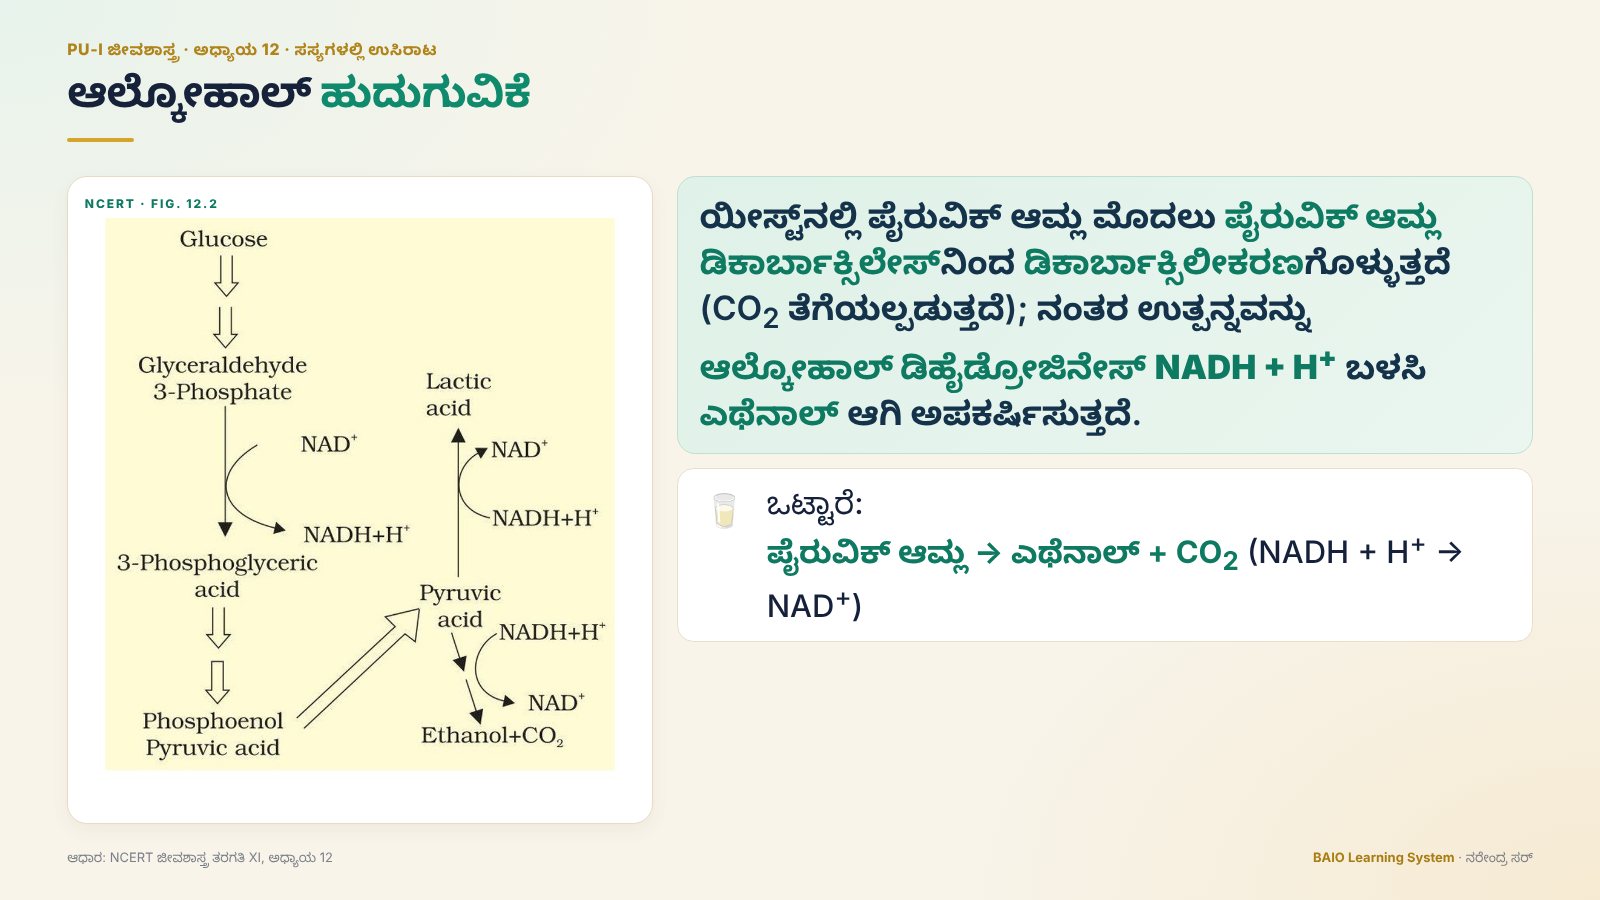 PU-I ಜೀವಶಾಸ್ತ್ರ · ಅಧ್ಯಾಯ 12 · ಸಸ್ಯಗಳಲ್ಲಿ ಉಸಿರಾಟ
ಆಲ್ಕೋಹಾಲ್ ಹುದುಗುವಿಕೆ
NCERT · FIG. 12.2
Glucose
Glyceraldehyde
3-Phosphate
NAD⁺
NADH+H⁺
3-Phosphoglyceric
acid
Phosphoenol
Pyruvic acid
Lactic
acid
NAD⁺
NADH+H⁺
Pyruvic
acid
NADH+H⁺
NAD⁺
Ethanol+CO₂
ಯೀಸ್ಟ್‌ನಲ್ಲಿ ಪೈರುವಿಕ್ ಆಮ್ಲ ಮೊದಲು ಪೈರುವಿಕ್ ಆಮ್ಲ
ಡಿಕಾರ್ಬಾಕ್ಸಿಲೇಸ್‌ನಿಂದ ಡಿಕಾರ್ಬಾಕ್ಸಿಲೀಕರಣಗೊಳ್ಳುತ್ತದೆ
(CO₂ ತೆಗೆಯಲ್ಪಡುತ್ತದೆ); ನಂತರ ಉತ್ಪನ್ನವನ್ನು
ಆಲ್ಕೋಹಾಲ್ ಡಿಹೈಡ್ರೋಜಿನೇಸ್ NADH + H⁺ ಬಳಸಿ
ಎಥೆನಾಲ್ ಆಗಿ ಅಪಕರ್ಷಿಸುತ್ತದೆ.
ಒಟ್ಟಾರೆ:
ಪೈರುವಿಕ್ ಆಮ್ಲ → ಎಥೆನಾಲ್ + CO₂ (NADH + H⁺ →
NAD⁺)
ಆಧಾರ: NCERT ಜೀವಶಾಸ್ತ್ರ ತರಗತಿ XI, ಅಧ್ಯಾಯ 12
BAIO Learning System · ನರೇಂದ್ರ ಸರ್